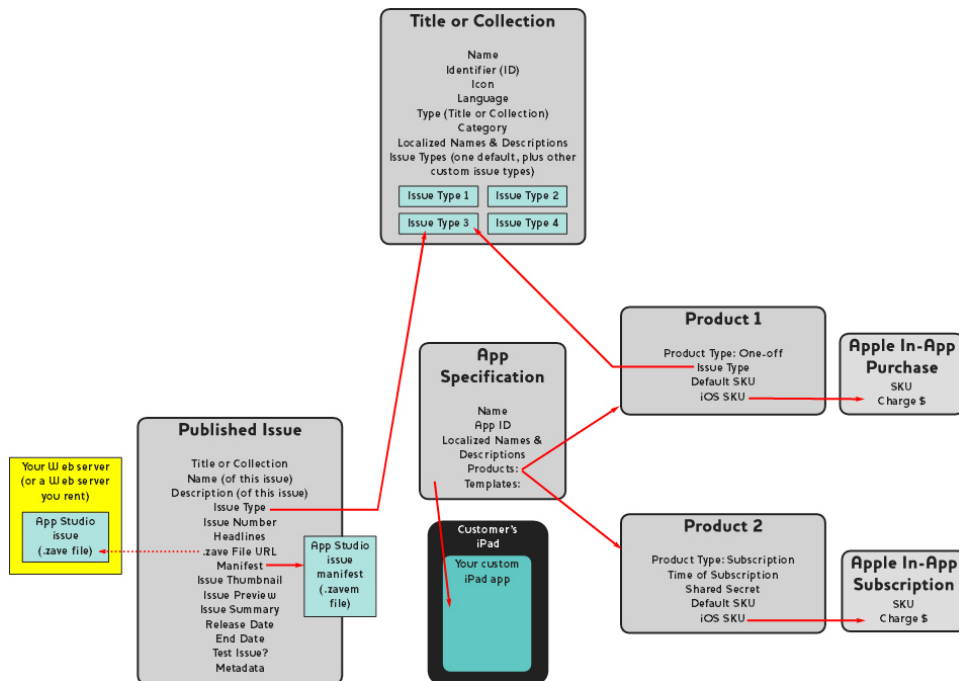 Title or Collection
Name
Identifier (ID)
Icon
Language
Type (Title or Collection)
Category
Localized Names & Descriptions
Issue Types (one default, plus other
custom issue types)
Issue Type 1
Issue Type 2
Issue Type 3
Issue Type 4
Product 1
Product Type: One-off
Issue Type
Default SKU
iOS SKU
Apple In-App
Purchase
SKU
Charge $
App
Specification
Name
App ID
Localized Names &
Descriptions
Products:
Templates:
Published Issue
Title or Collection
Name (of this issue)
Description (of this issue)
Issue Type
Issue Number
Headlines
.zave File URL
Manifest
Issue Thumbnail
Issue Preview
Issue Summary
Release Date
End Date
Test Issue?
Metadata
Your Web server
(or a Web server
you rent)
App Studio
issue
(.zave file)
App Studio
issue
manifest
(.zavem
file)
Customer's
iPad
Your custom
iPad app
Product 2
Product Type: Subscription
Time of Subscription
Shared Secret
Default SKU
iOS SKU
Apple In-App
Subscription
SKU
Charge $